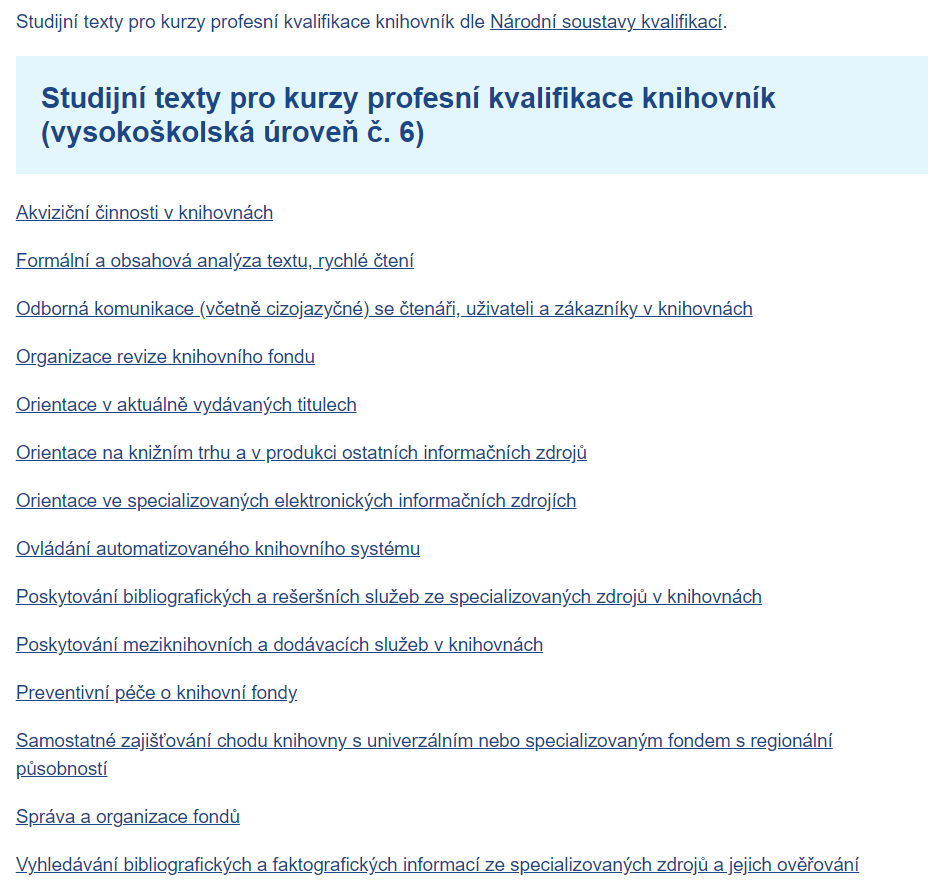 Studijní texty pro kurzy profesní kvalifikace knihovník dle Národní soustavy kvalifikací.
Studijní texty pro kurzy profesní kvalifikace knihovník
(vysokoškolská úroveň č. 6)
Akviziční činnosti v knihovnách
Formální a obsahová analýza textu, rychlé čtení
Odborná komunikace (včetně cizojazyčné) se čtenáři, uživateli a zákazníky v knihovnách
Organizace revize knihovního fondu
Orientace v aktuálně vydávaných titulech
Orientace na knižním trhu a v produkci ostatních informačních zdrojů
Orientace ve specializovaných elektronických informačních zdrojích
Ovládání automatizovaného knihovního systému
Poskytování bibliografických a rešeršních služeb ze specializovaných zdrojů v knihovnách
Poskytování meziknihovních a dodávacích služeb v knihovnách
Preventivní péče o knihovní fondy
Samostatné zajišťování chodu knihovny s univerzálním nebo specializovaným fondem s regionální
působností
Správa a organizace fondů
Vyhledávání bibliografických a faktografických informací ze specializovaných zdrojů a jejich ověřování